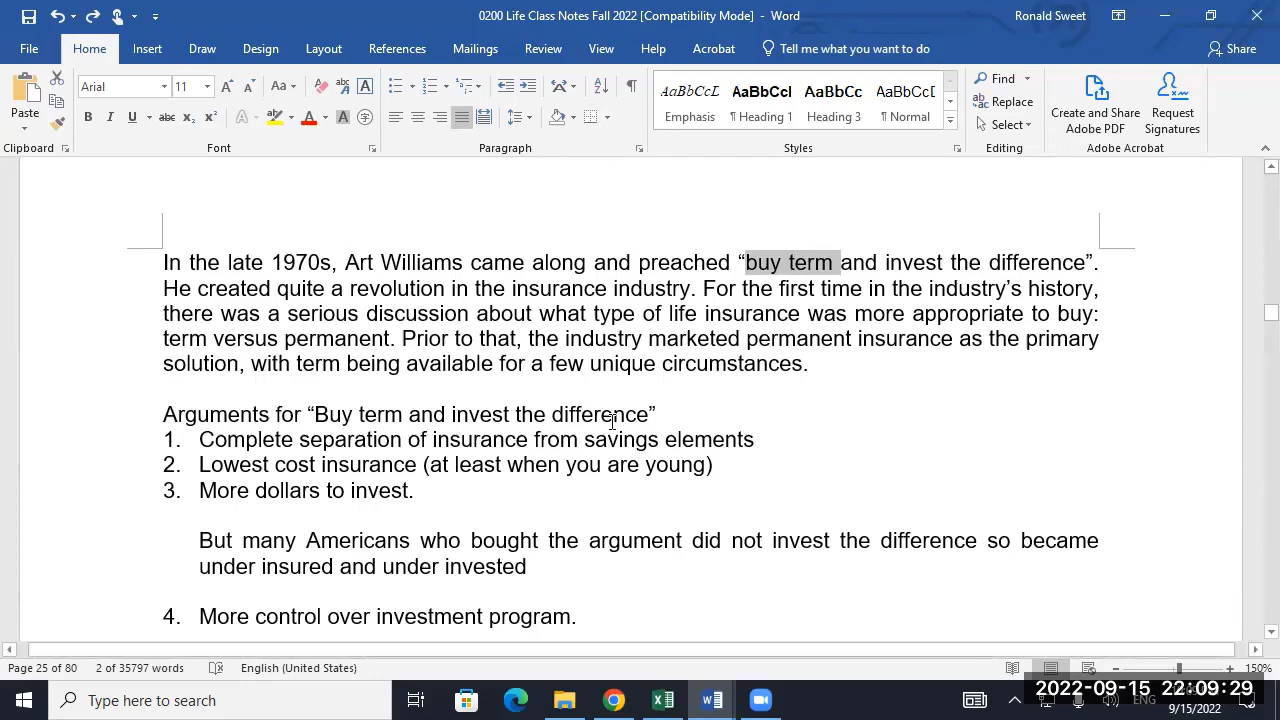 0200 Life Class Notes Fall 2022 [Compatibility Mode] - Word
Ronald Sweet
File Home Insert Draw Design Layout References Mailings Review View Help Acrobat Tell me what you want to do Share
Paste
Arial 11
Clipboard
Font
Paragraph
AaBbCcL Emphasis
AaBbCcI ¶ Heading 1
AaBbCc ¶ Heading 3
AaBbCcD ¶ Normal
Styles
Find
Replace
Select
Editing
Create and Share Adobe PDF
Request Signatures
Adobe Acrobat
In the late 1970s, Art Williams came along and preached “buy term and invest the difference”.
He created quite a revolution in the insurance industry. For the first time in the industry’s history,
there was a serious discussion about what type of life insurance was more appropriate to buy:
term versus permanent. Prior to that, the industry marketed permanent insurance as the primary
solution, with term being available for a few unique circumstances.
Arguments for “Buy term and invest the difference”
1. Complete separation of insurance from savings elements
2. Lowest cost insurance (at least when you are young)
3. More dollars to invest.
But many Americans who bought the argument did not invest the difference so became
under insured and under invested
4. More control over investment program.
Page 25 of 80 2 of 35797 words English (United States) 150%
Type here to search
2022-09-15 22:09:29
ENG
9/15/2022